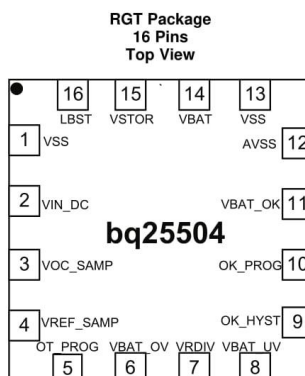 RGT Package
16 Pins
Top View
16 15 14 13
LBST VSTOR VBAT VSS
1 VSS
AVSS 12
2 VIN_DC
VBAT_OK 11
bq25504
3 VOC_SAMP
OK_PROG 10
4 VREF_SAMP
OK_HYST 9
OT_PROG VBAT_OV VRDIV VBAT_UV
5 6 7 8